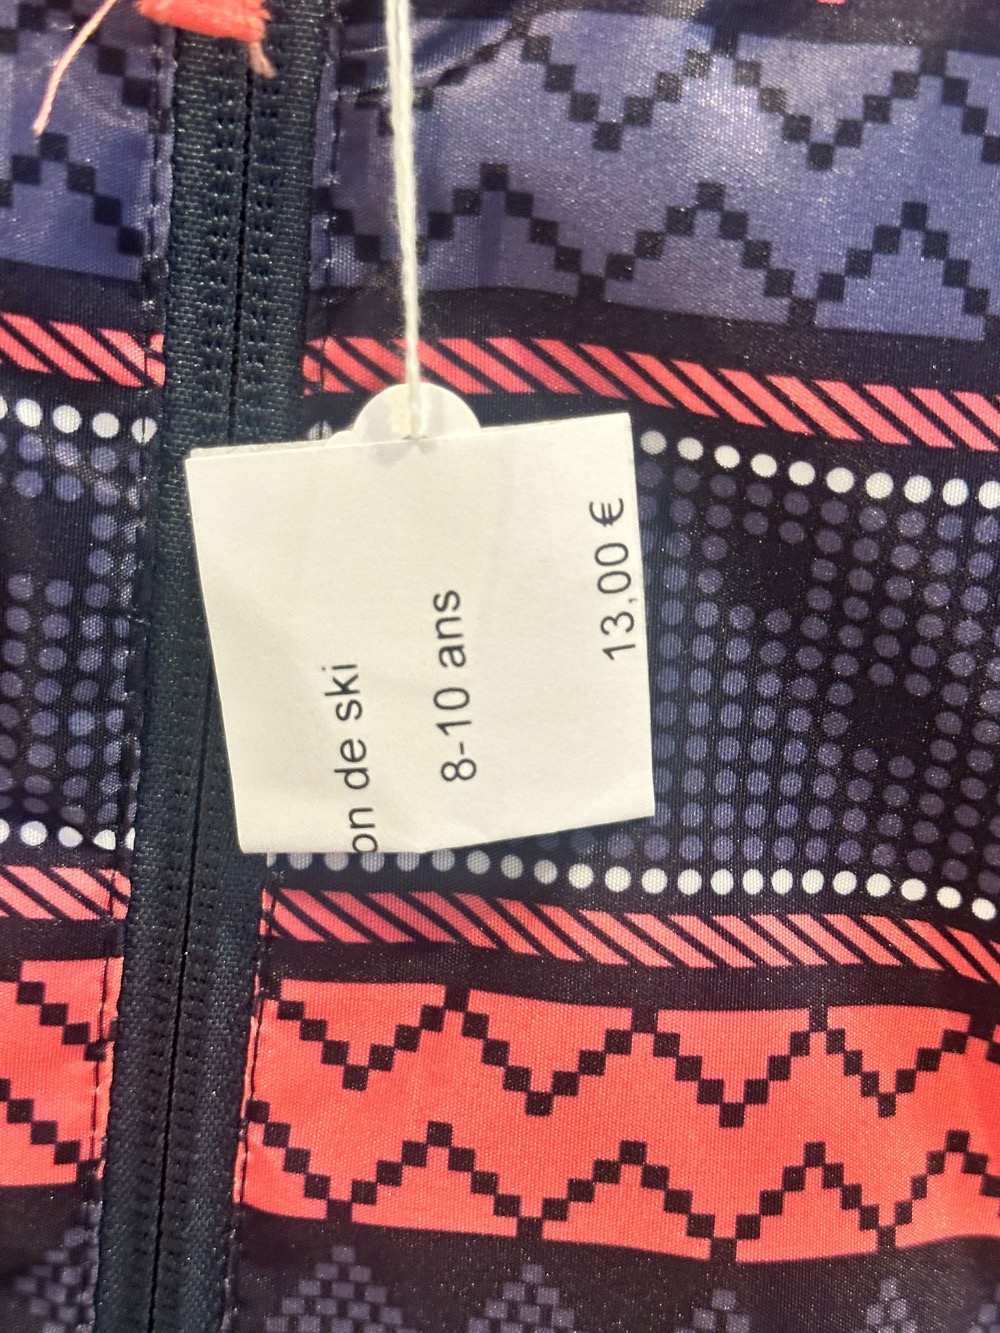 on de ski
8-10 ans
13,00 €